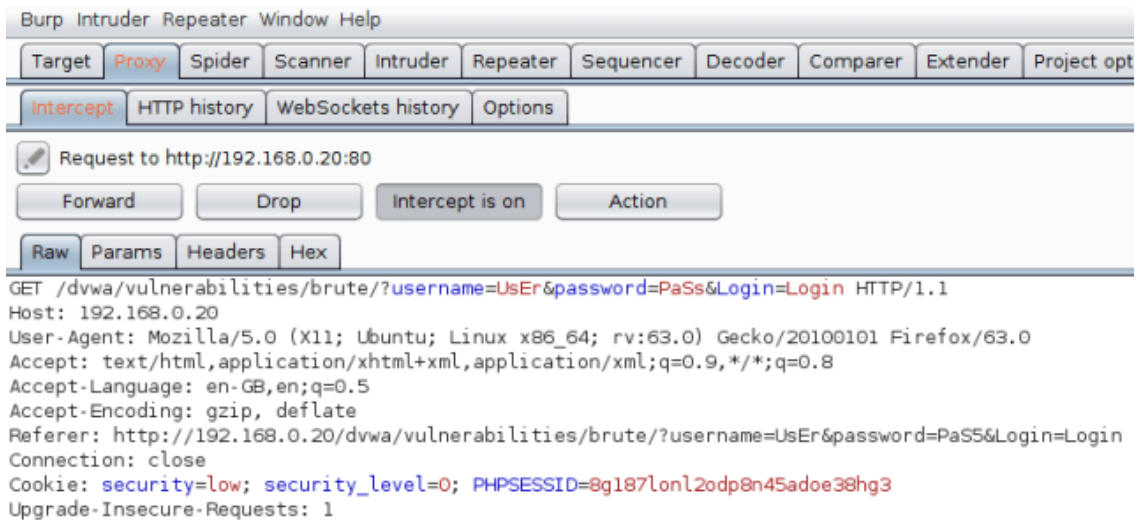 Burp Intruder Repeater Window Help
Target Proxy Spider Scanner Intruder Repeater Sequencer Decoder Comparer Extender Project opt
Intercept HTTP history WebSockets history Options
Request to http://192.168.0.20:80
Forward Drop Intercept is on Action
Raw Params Headers Hex
GET /dvwa/vulnerabilities/brute/?username=UsEr&password=PaSs&Login=Login HTTP/1.1
Host: 192.168.0.20
User-Agent: Mozilla/5.0 (X11; Ubuntu; Linux x86_64; rv:63.0) Gecko/20100101 Firefox/63.0
Accept: text/html,application/xhtml+xml,application/xml;q=0.9,*/*;q=0.8
Accept-Language: en-GB,en;q=0.5
Accept-Encoding: gzip, deflate
Referer: http://192.168.0.20/dvwa/vulnerabilities/brute/?username=UsEr&password=PaS5&Login=Login
Connection: close
Cookie: security=low; security_level=0; PHPSESSID=8g187lonl2odp8n45adoe38hg3
Upgrade-Insecure-Requests: 1